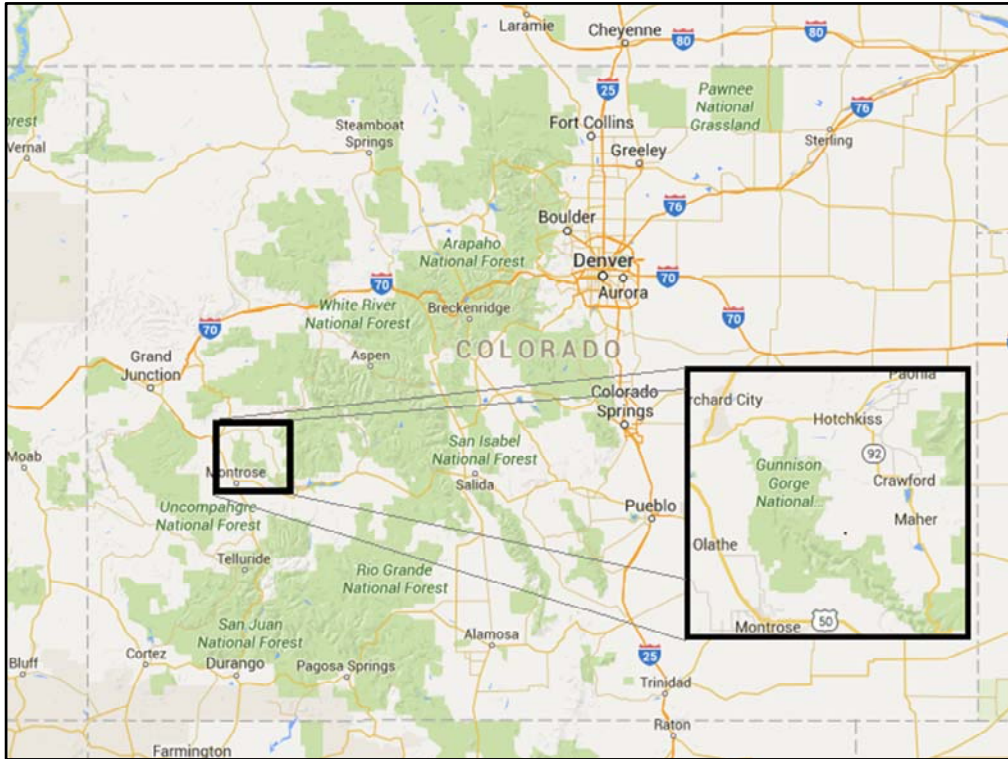 Laramie
Cheyenne
80
80
25
Pawnee
National
Grassland
76
orest
Vernal
Steamboat
Springs
Fort Collins
Greeley
Sterling
Boulder
76
Arapaho
National Forest
Denver
70
Aurora
70
White River
National Forest
Breckenridge
70
70
COLORADO
Grand
Junction
Aspen
Colorado
Springs
Moab
Montrose
San Isabel
National Forest
Salida
Uncompahgre
National Forest
Pueblo
Telluride
Rio Grande
National Forest
San Juan
National Forest
Alamosa
25
Bluff
Cortez
Durango
Pagosa Springs
Trinidad
Raton
Farmington
Paonia
rchard City
Hotchkiss
92
Gunnison
Gorge
National...
Crawford
Maher
Olathe
Montrose
50